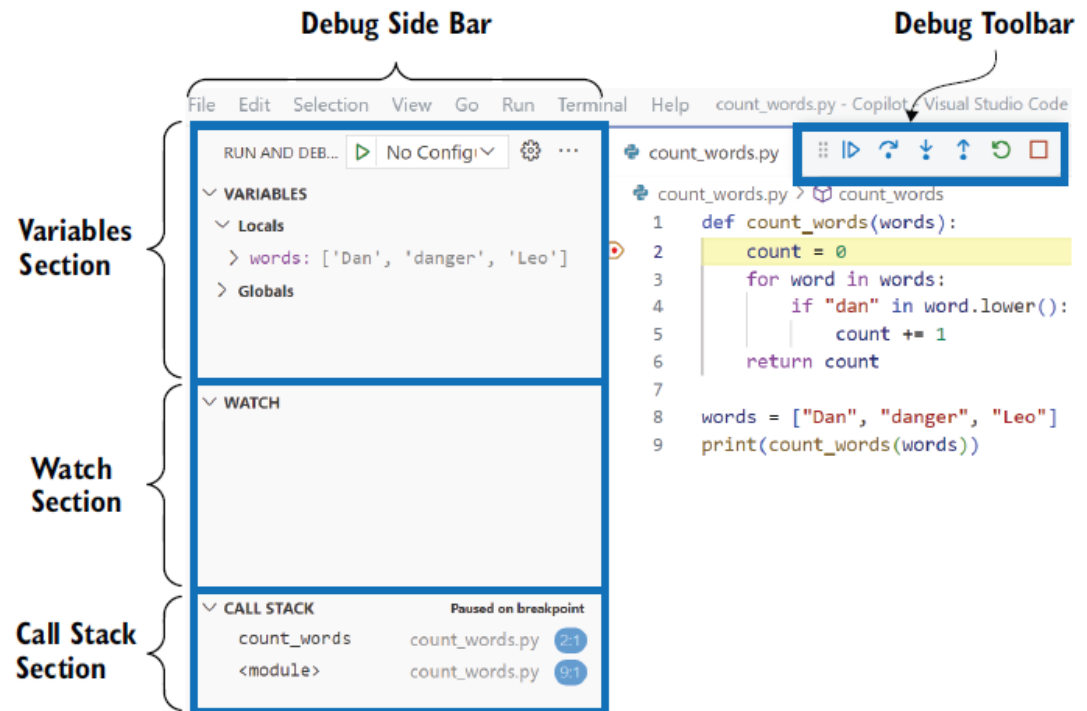 Debug Side Bar
Debug Toolbar
File Edit Selection View Go Run Terminal Help count_words.py - Copilot - Visual Studio Code
RUN AND DEB... No Config
count_words.py
count_words.py > count_words
Variables
Section
VARIABLES
Locals
words: ['Dan', 'danger', 'Leo']
Globals
1 def count_words(words):
2 count = 0
3 for word in words:
4 if "dan" in word.lower():
5 count += 1
6 return count
7
8 words = ["Dan", "danger", "Leo"]
9 print(count_words(words))
Watch
Section
WATCH
Call Stack
Section
CALL STACK Paused on breakpoint
count_words count_words.py 2:1
<module> count_words.py 9:1